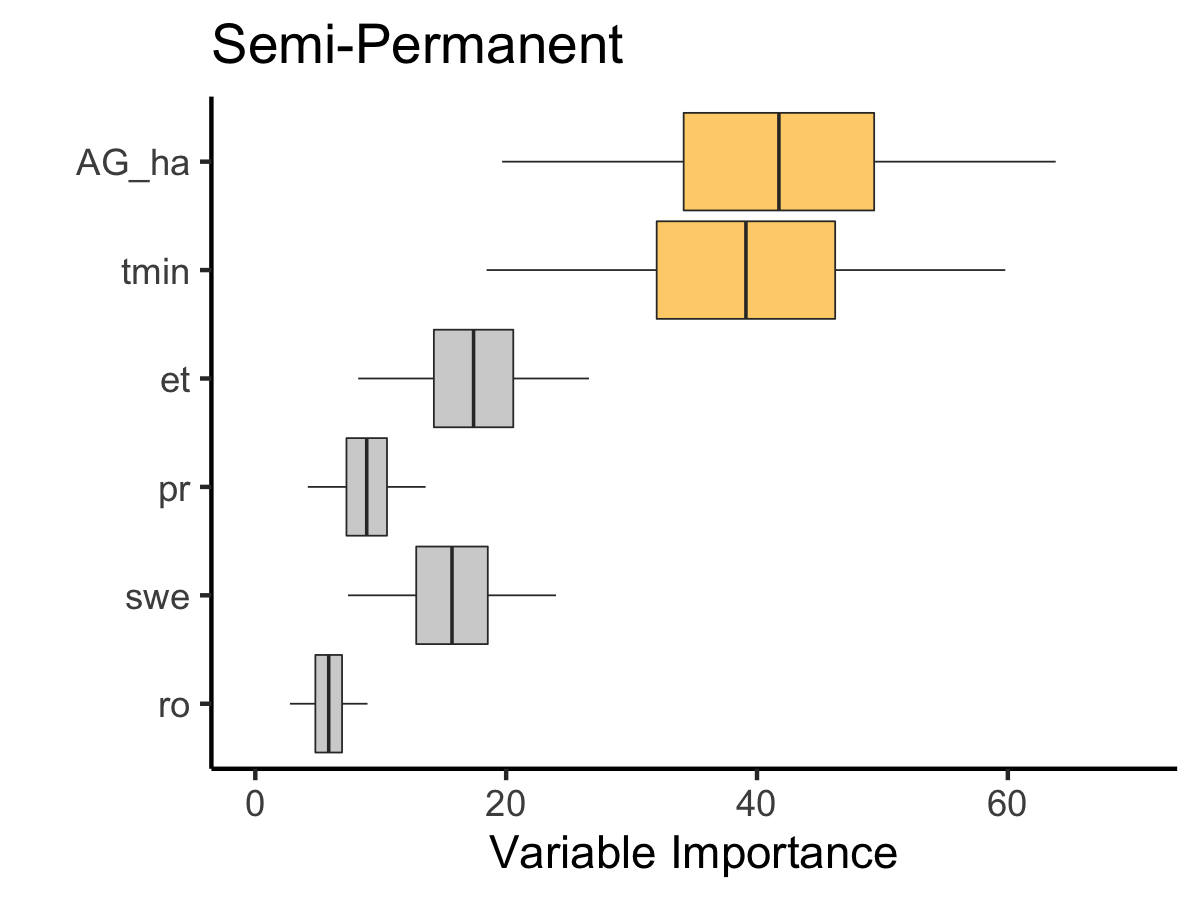 Semi-Permanent
AG_ha
tmin
et
pr
swe
ro
0 20 40 60
Variable Importance